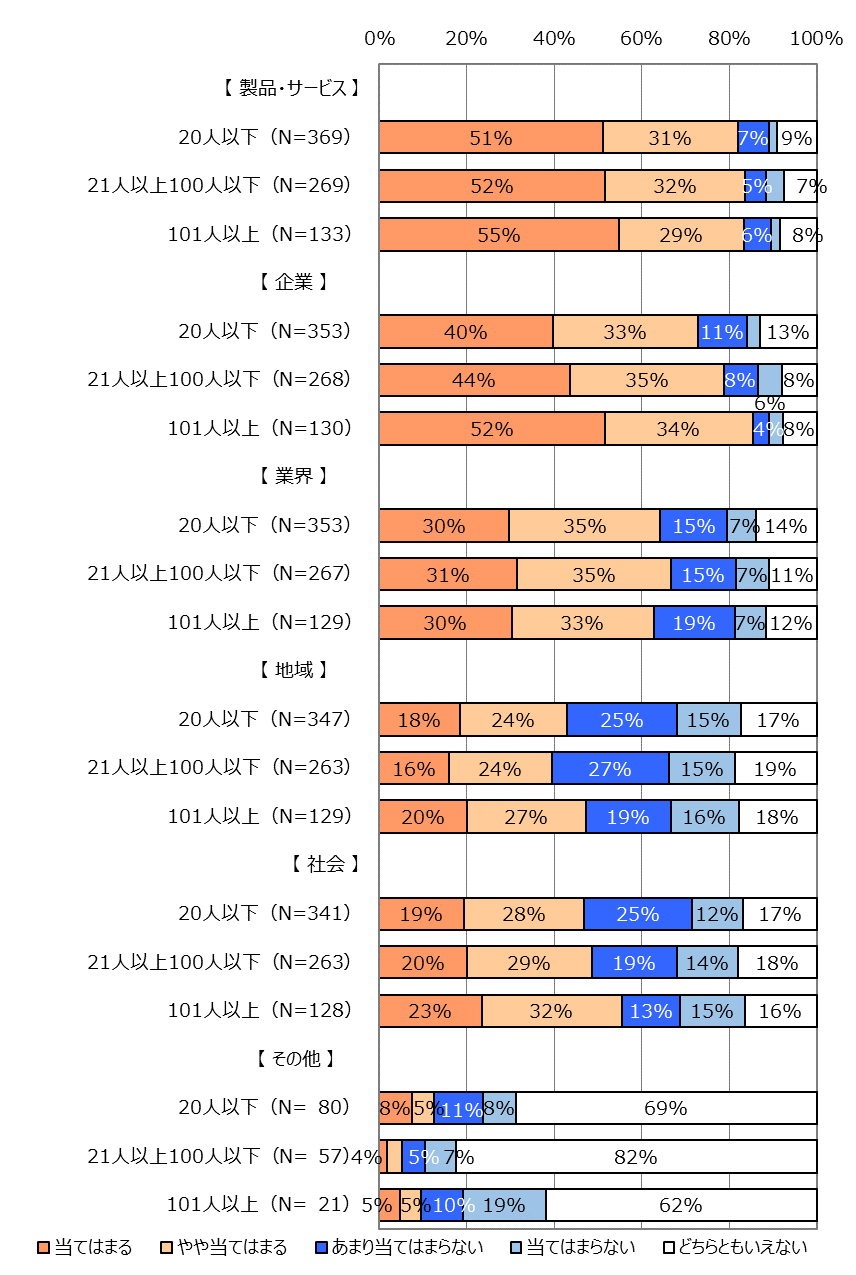 0% 20% 40% 60% 80% 100%
【 製品・サービス 】
20人以下（N=369） 51% 31% 7% 9%
21人以上100人以下（N=269） 52% 32% 5% 7%
101人以上（N=133） 55% 29% 6% 8%
【 企業 】
20人以下（N=353） 40% 33% 11% 13%
21人以上100人以下（N=268） 44% 35% 8% 6% 8%
101人以上（N=130） 52% 34% 4% 8%
【 業界 】
20人以下（N=353） 30% 35% 15% 7% 14%
21人以上100人以下（N=267） 31% 35% 15% 7% 11%
101人以上（N=129） 30% 33% 19% 7% 12%
【 地域 】
20人以下（N=347） 18% 24% 25% 15% 17%
21人以上100人以下（N=263） 16% 24% 27% 15% 19%
101人以上（N=129） 20% 27% 19% 16% 18%
【 社会 】
20人以下（N=341） 19% 28% 25% 12% 17%
21人以上100人以下（N=263） 20% 29% 19% 14% 18%
101人以上（N=128） 23% 32% 13% 15% 16%
【 その他 】
20人以下（N= 80） 8% 5% 11% 8% 69%
21人以上100人以下（N= 57） 4% 5% 7% 82%
101人以上（N= 21） 5% 5% 10% 19% 62%
当てはまる やや当てはまる あまり当てはまらない 当てはまらない どちらともいえない